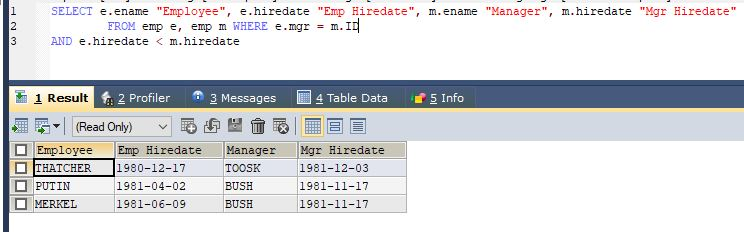 1 SELECT e.ename "Employee", e.hiredate "Emp Hiredate", m.ename "Manager", m.hiredate "Mgr Hiredate"
2 FROM emp e, emp m WHERE e.mgr = m.ID
3 AND e.hiredate < m.hiredate
1 Result 2 Profiler 3 Messages 4 Table Data 5 Info
(Read Only)
Employee Emp Hiredate Manager Mgr Hiredate
THATCHER 1980-12-17 TOOSK 1981-12-03
PUTIN 1981-04-02 BUSH 1981-11-17
MERKEL 1981-06-09 BUSH 1981-11-17